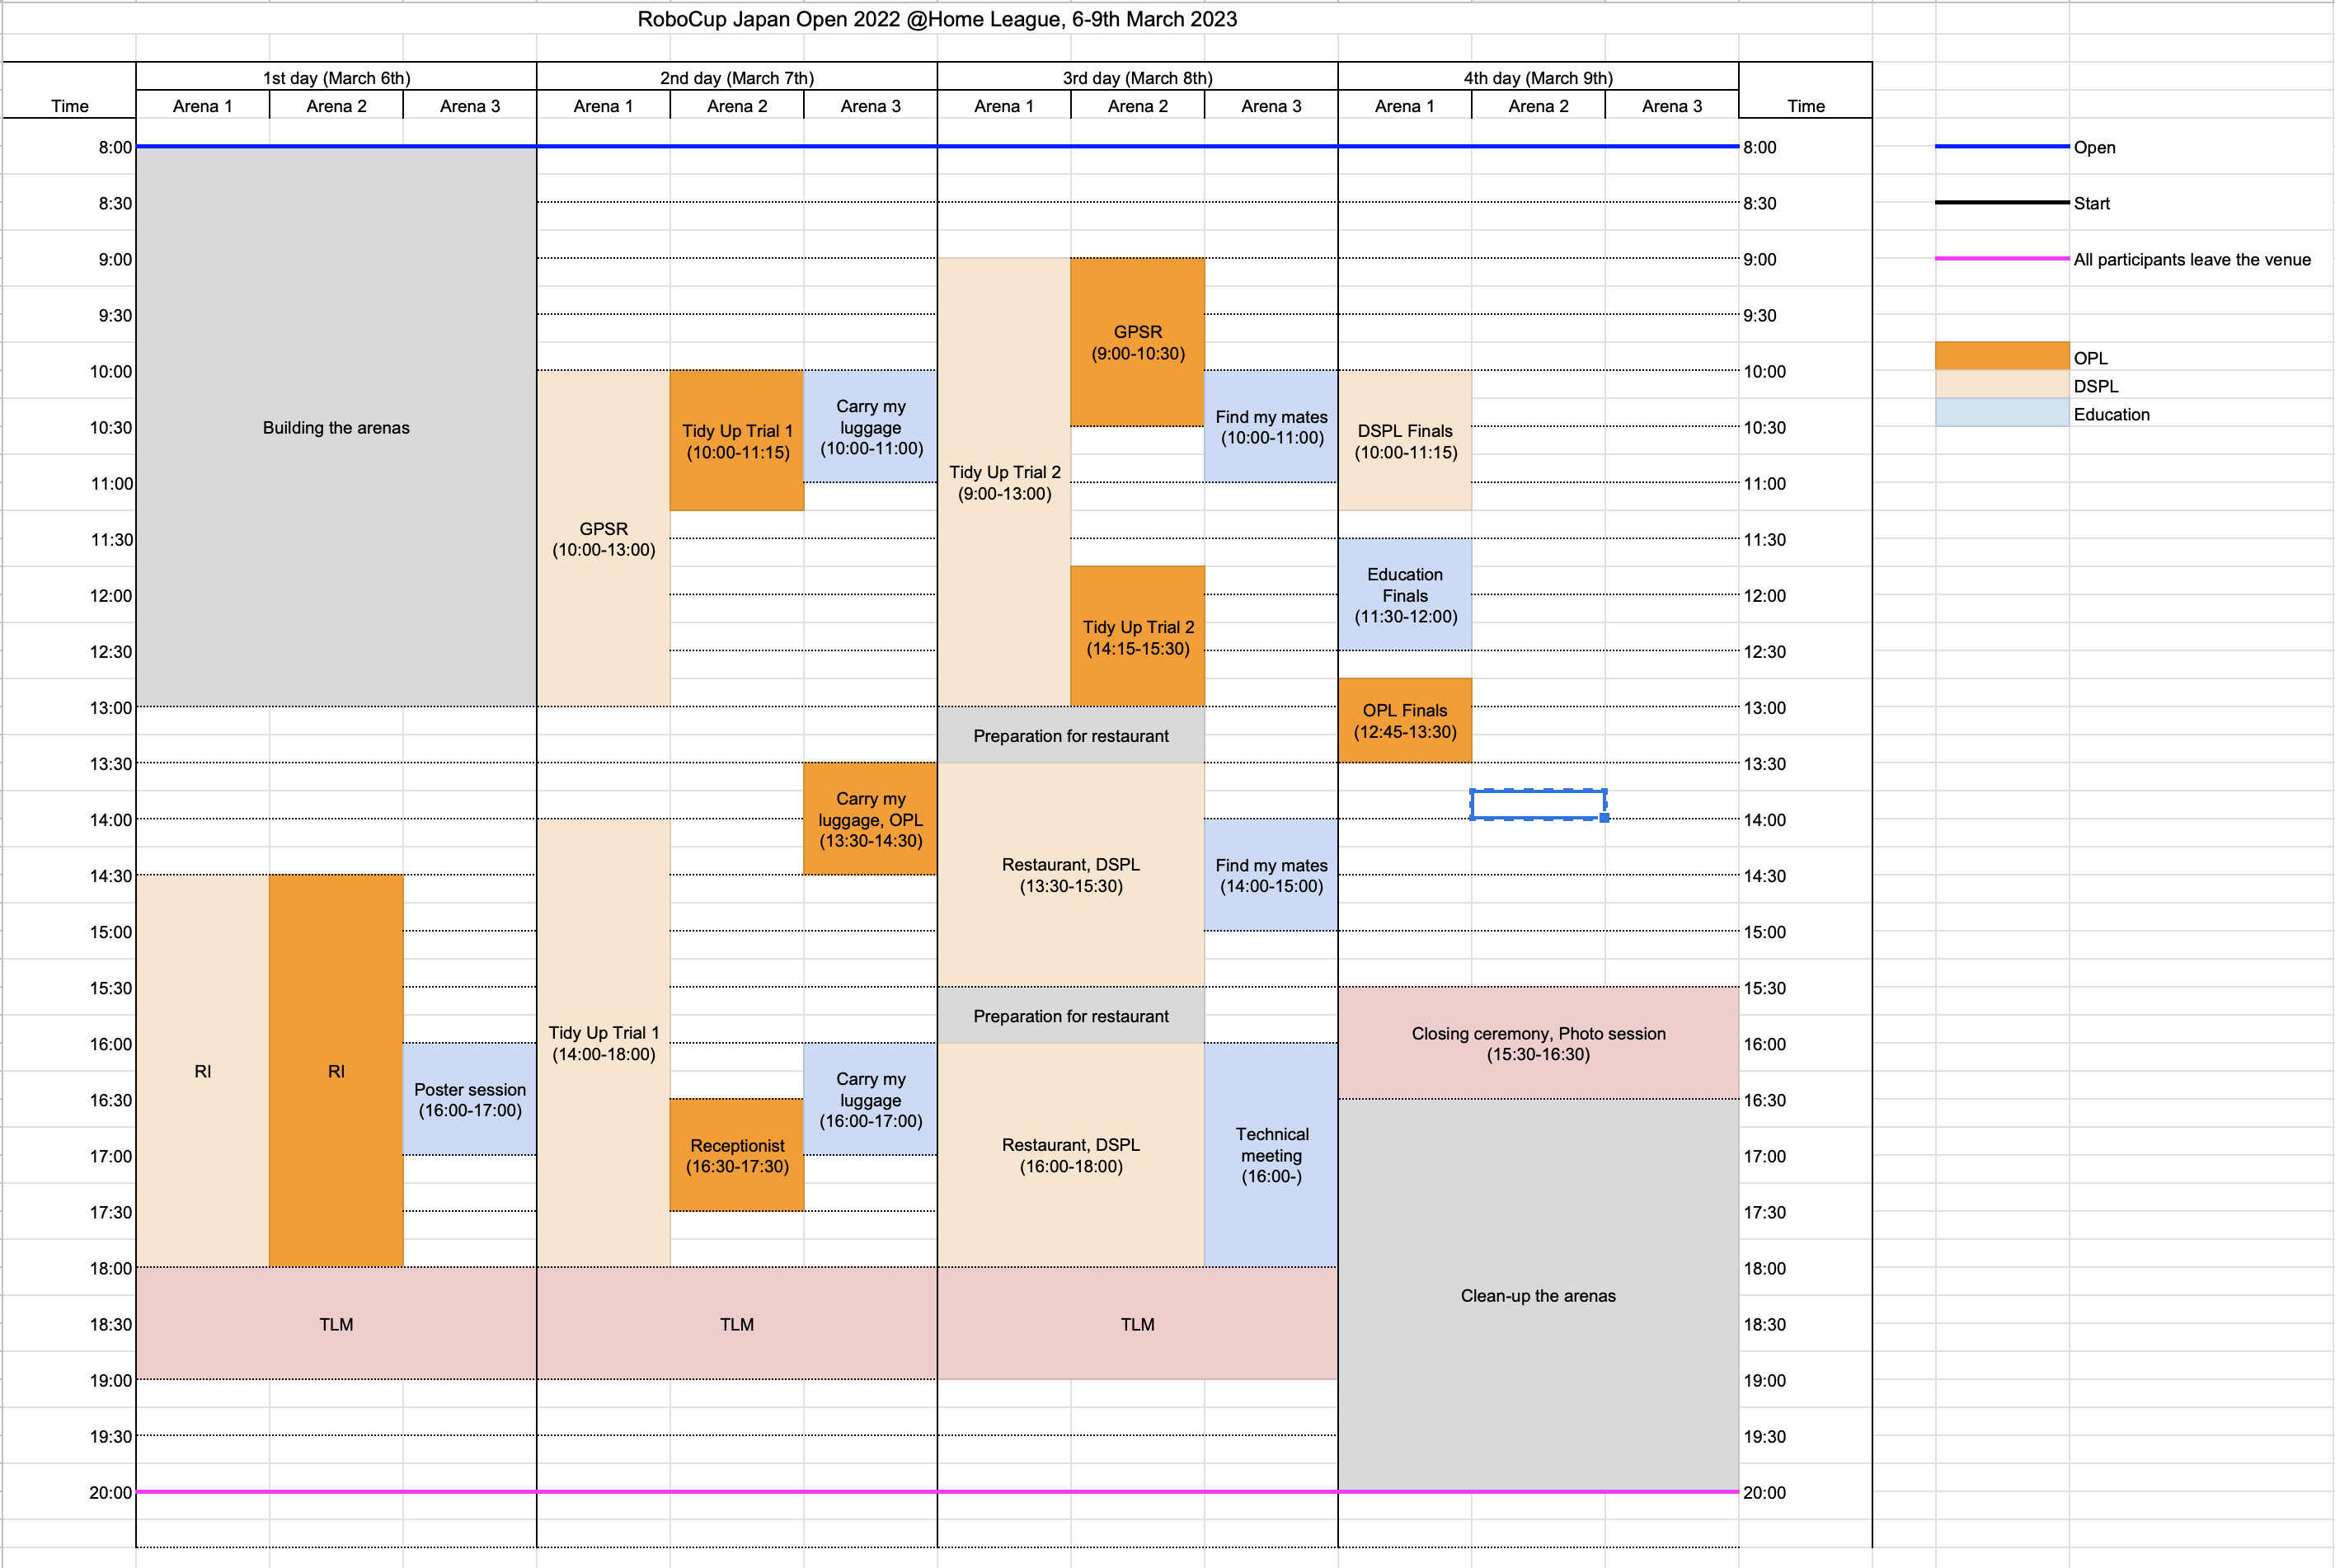 RoboCup Japan Open 2022 @Home League, 6-9th March 2023
1st day (March 6th)
2nd day (March 7th)
3rd day (March 8th)
4th day (March 9th)
Time
Arena 1
Arena 2
Arena 3
Arena 1
Arena 2
Arena 3
Arena 1
Arena 2
Arena 3
Arena 1
Arena 2
Arena 3
Time
8:00
8:30
9:00
9:30
10:00
10:30
11:00
11:30
12:00
12:30
13:00
13:30
14:00
14:30
15:00
15:30
16:00
16:30
17:00
17:30
18:00
18:30
19:00
19:30
20:00
Building the arenas
RI
RI
Poster session
(16:00-17:00)
TLM
GPSR
(10:00-13:00)
Tidy Up Trial 1
(14:00-18:00)
Tidy Up Trial 1
(10:00-11:15)
Receptionist
(16:30-17:30)
Carry my
luggage
(10:00-11:00)
Carry my
luggage, OPL
(13:30-14:30)
Carry my
luggage
(16:00-17:00)
TLM
Tidy Up Trial 2
(9:00-13:00)
GPSR
(9:00-10:30)
Tidy Up Trial 2
(14:15-15:30)
Preparation for restaurant
Restaurant, DSPL
(13:30-15:30)
Preparation for restaurant
Restaurant, DSPL
(16:00-18:00)
Find my mates
(10:00-11:00)
Find my mates
(14:00-15:00)
Technical
meeting
(16:00-)
TLM
DSPL Finals
(10:00-11:15)
Education
Finals
(11:30-12:00)
OPL Finals
(12:45-13:30)
Closing ceremony, Photo session
(15:30-16:30)
Clean-up the arenas
8:00
8:30
9:00
9:30
10:00
10:30
11:00
11:30
12:00
12:30
13:00
13:30
14:00
14:30
15:00
15:30
16:00
16:30
17:00
17:30
18:00
18:30
19:00
19:30
20:00
Open
Start
All participants leave the venue
OPL
DSPL
Education